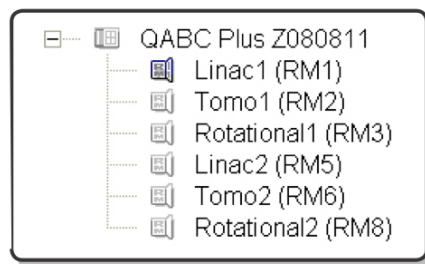 QABC Plus Z080811
Linac1 (RM1)
Tomo1 (RM2)
Rotational1 (RM3)
Linac2 (RM5)
Tomo2 (RM6)
Rotational2 (RM8)